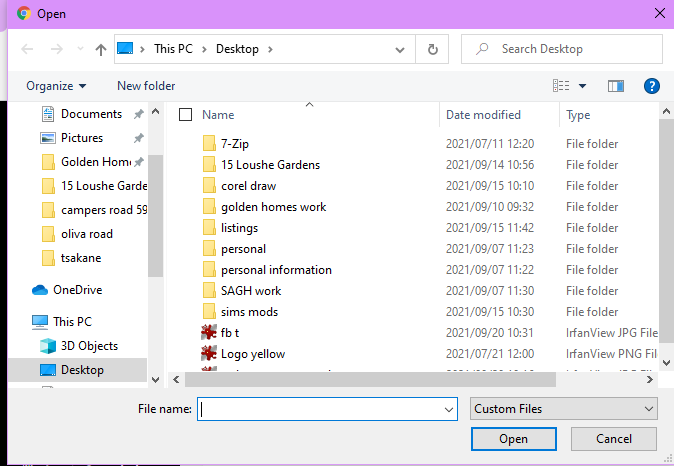 Open
This PC > Desktop >
Search Desktop
Organize
New folder
?
Documents
Pictures
Golden Hom
15 Loushe Garde
campers road 59
oliva road
tsakane
OneDrive
This PC
3D Objects
Desktop
Name Date modified Type
7-Zip 2021/07/11 12:20 File folder
15 Loushe Gardens 2021/09/14 10:56 File folder
corel draw 2021/09/15 10:10 File folder
golden homes work 2021/09/10 09:32 File folder
listings 2021/09/15 11:42 File folder
personal 2021/09/07 11:23 File folder
personal information 2021/09/07 11:22 File folder
SAGH work 2021/09/07 11:30 File folder
sims mods 2021/09/15 10:30 File folder
fb t 2021/09/20 10:31 IrfanView JPG File
Logo yellow 2021/07/21 12:00 IrfanView PNG Fil
File name:
Custom Files
Open
Cancel